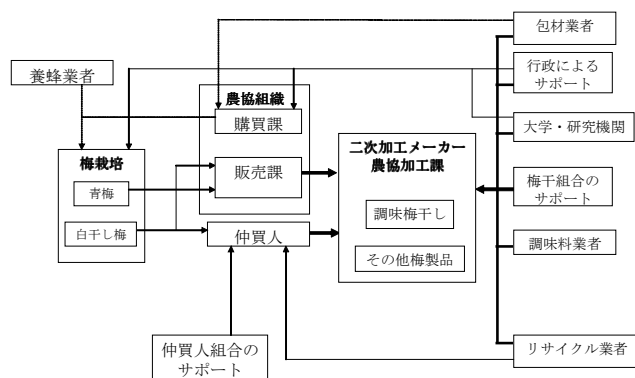 養蜂業者
梅栽培
青梅
白干し梅
農協組織
購買課
販売課
仲買人
仲買人組合の
サポート
二次加工メーカー
農協加工課
調味梅干し
その他梅製品
包材業者
行政による
サポート
大学・研究機関
梅干組合の
サポート
調味料業者
リサイクル業者